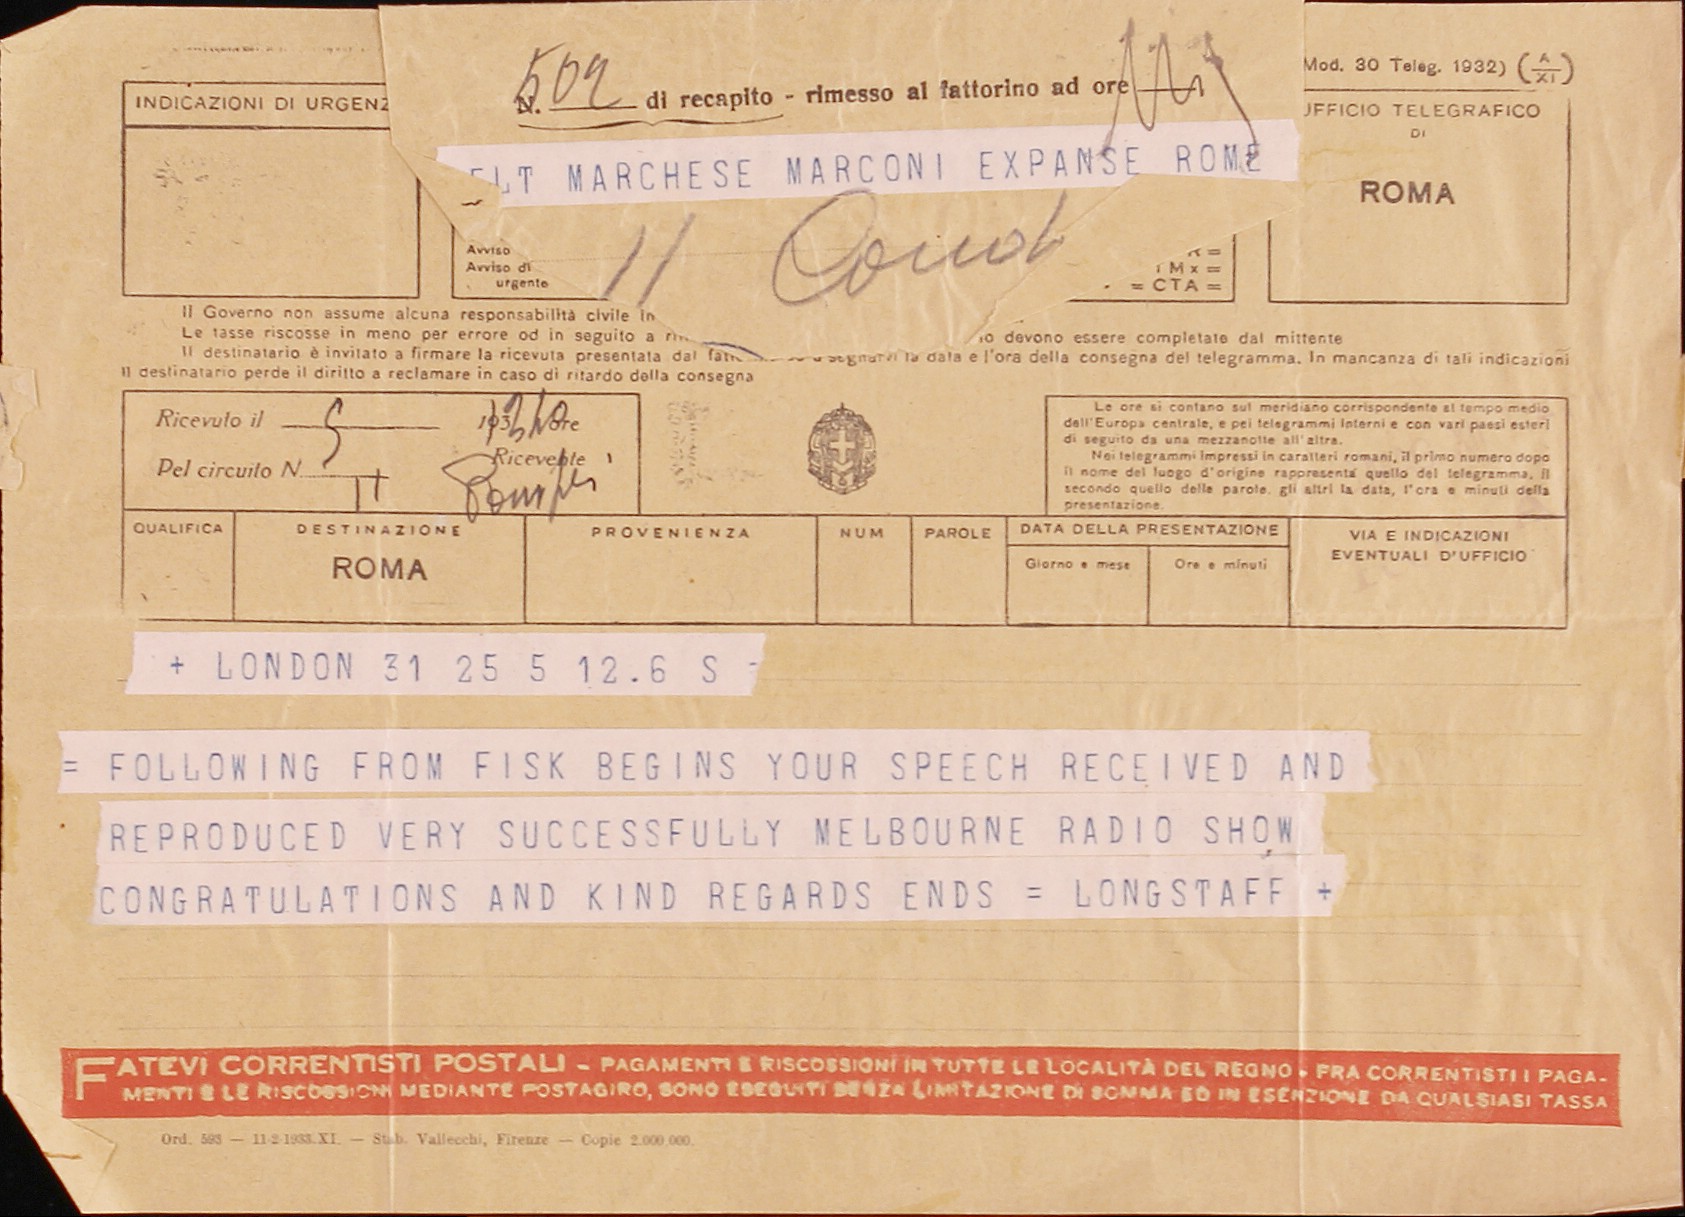 N. 509 di recapito - rimesso al fattorino ad ore
Mod. 30 Teleg. 1932) (A/XI)
INDICAZIONI DI URGENZ
UFFICIO TELEGRAFICO
DI
ROMA
ELT MARCHESE MARCONI EXPANSE ROME
Avviso
Avviso di
urgente
Mx =
= CTA =
Il Governo non assume alcuna responsabilità civile in
Le tasse riscosse in meno per errore od in seguito a devono essere completate dal mittente
Il destinatario è invitato a firmare la ricevuta presentata dal la data e l'ora della consegna del telegramma. In mancanza di tali indicazioni
il destinatario perde il diritto a reclamare in caso di ritardo della consegna
Ricevuto il 5 193 ore
Pel circuito N. Ricevente
Le ore si contano sul meridiano corrispondente al tempo medio
dell'Europa centrale, e pei telegrammi interni e con vari paesi esteri
di seguito da una mezzanotte all'altra.
Nei telegrammi impressi in caratteri romani, il primo numero dopo
il nome del luogo d'origine rappresenta quello del telegramma, il
secondo quello delle parole, gli altri la data, l'ora e minuti della
presentazione.
QUALIFICA DESTINAZIONE PROVENIENZA NUM PAROLE DATA DELLA PRESENTAZIONE VIA E INDICAZIONI
EVENTUALI D'UFFICIO
ROMA Giorno e mese Ore e minuti
+ LONDON 31 25 5 12.6 S -
= FOLLOWING FROM FISK BEGINS YOUR SPEECH RECEIVED AND
REPRODUCED VERY SUCCESSFULLY MELBOURNE RADIO SHOW
CONGRATULATIONS AND KIND REGARDS ENDS = LONGSTAFF +
FATEVI CORRENTISTI POSTALI - PAGAMENTI E RISCOSSIONI IN TUTTE LE LOCALITÀ DEL REGNO • FRA CORRENTISTI I PAGA-
MENTI E LE RISCOSSIONI MEDIANTE POSTAGIRO, SONO ESEGUITI SENZA LIMITAZIONE DI SOMMA ED IN ESENZIONE DA QUALSIASI TASSA
Ord. 593 — 11-2-1933.XI. — Stab. Vallecchi, Firenze — Copie 2.000.000.